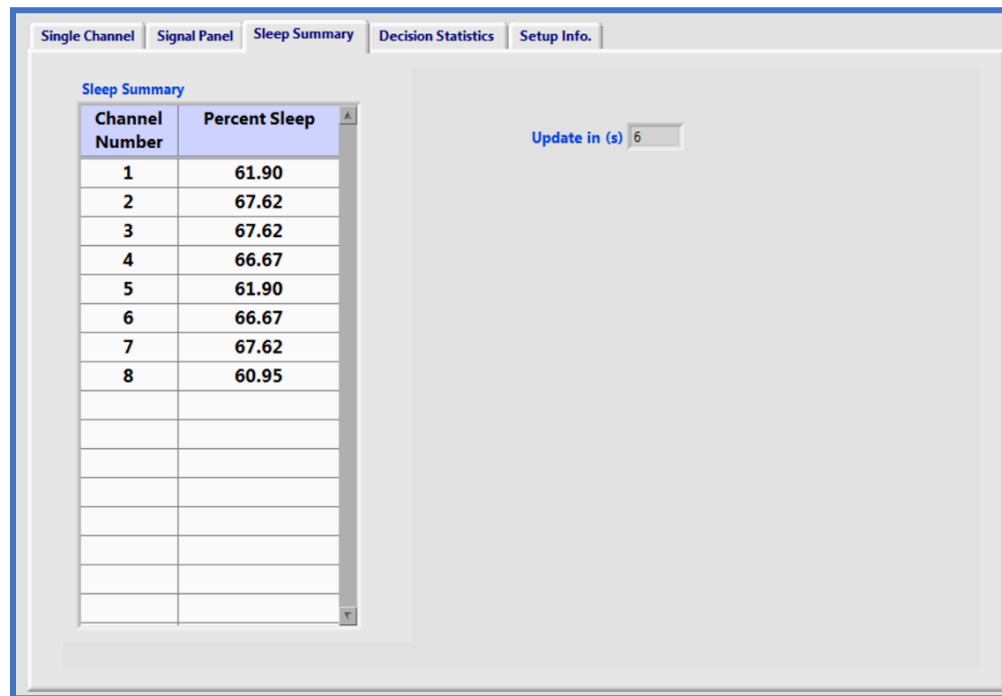 Single Channel Signal Panel Sleep Summary Decision Statistics Setup Info.
Sleep Summary
Channel Number Percent Sleep
Update in (s) 6
1 61.90
2 67.62
3 67.62
4 66.67
5 61.90
6 66.67
7 67.62
8 60.95